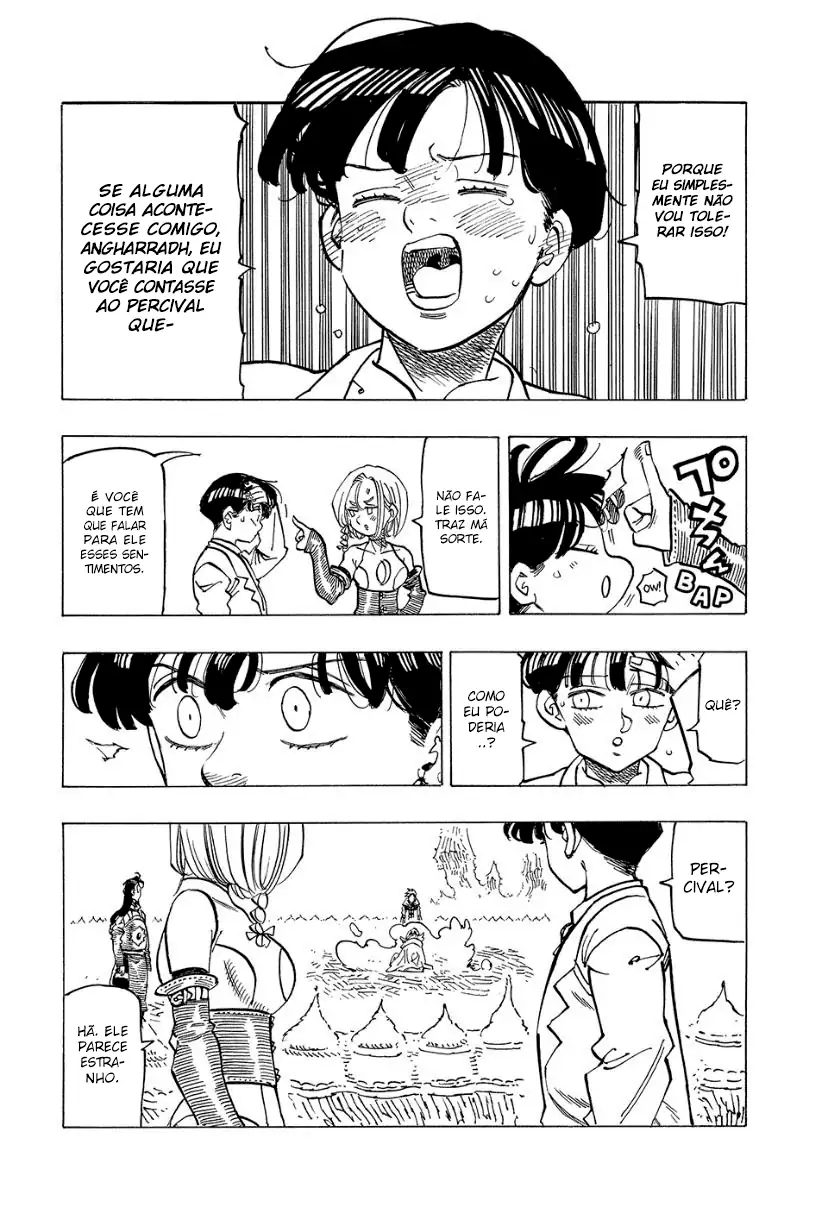 PORQUE
EU SIMPLES-
MENTE NÃO
VOU TOLE-
RAR ISSO!
SE ALGUMA
COISA ACONTE-
CESSE COMIGO,
ANGHARRADH, EU
GOSTARIA QUE
VOCÊ CONTASSE
AO PERCIVAL
QUE-
OW!
BAP
NÃO FA-
LE ISSO.
TRAZ MÁ
SORTE.
É VOCÊ
QUE TEM
QUE FALAR
PARA ELE
ESSES SEN-
TIMENTOS.
QUÊ?
COMO
EU PO-
DERIA
..?
PER-
CIVAL?
HÃ. ELE
PARECE
ESTRA-
NHO.